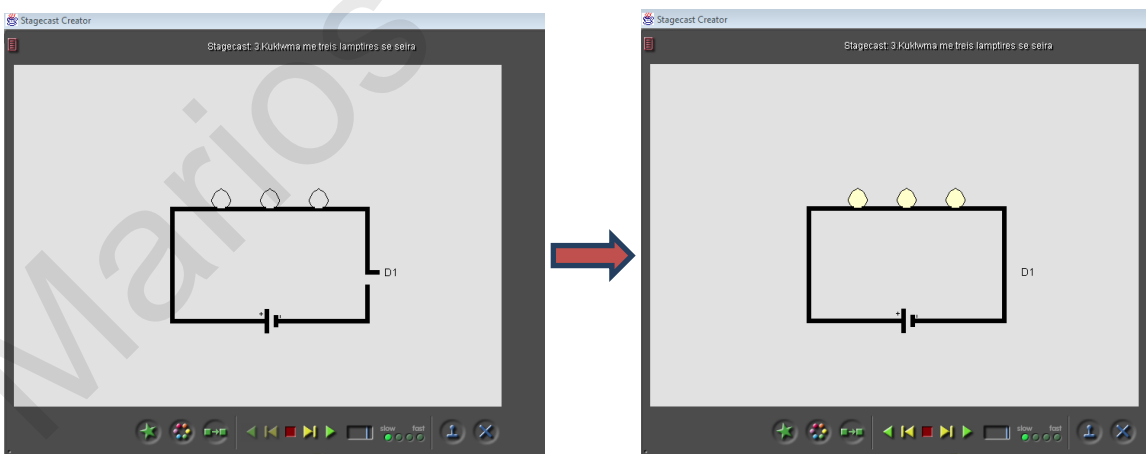 Stagecast Creator
Stagecast: 3.Kuklwma me treis lamptires se seira
D1
+
slow fast
Stagecast Creator
Stagecast: 3.Kuklwma me treis lamptires se seira
D1
+
slow fast
Marios